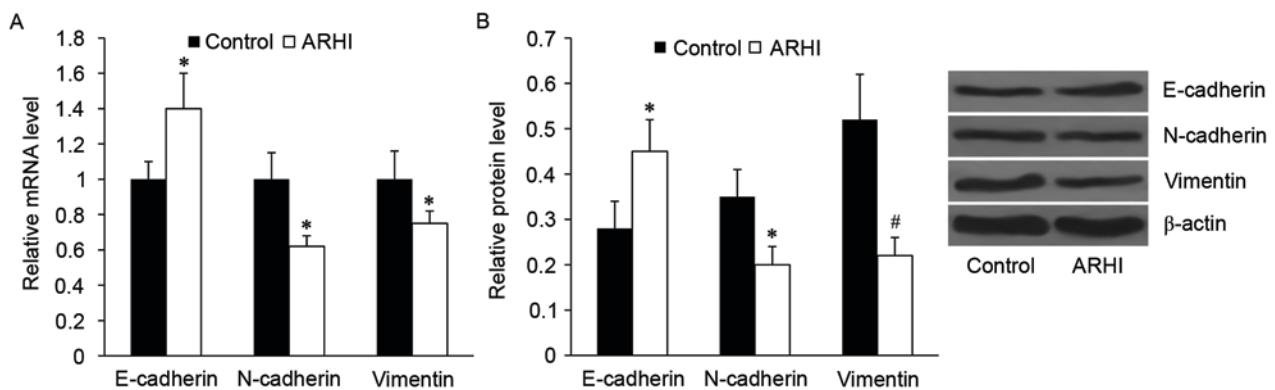 A
Relative mRNA level
1.8
1.6
1.4
1.2
1
0.8
0.6
0.4
0.2
0
Control ARHI
*
*
*
E-cadherin N-cadherin Vimentin
B
Relative protein level
0.7
0.6
0.5
0.4
0.3
0.2
0.1
0
Control ARHI
*
*
#
E-cadherin N-cadherin Vimentin
E-cadherin
N-cadherin
Vimentin
β-actin
Control ARHI